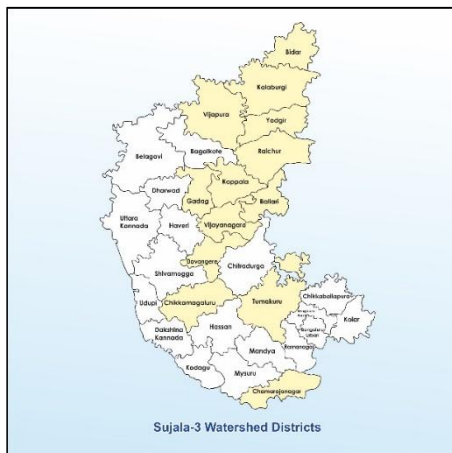 Bidar
Kalaburgi
Vijapura
Yadgir
Belagavi
Bagalkote
Raichur
Koppala
Dharwad
Gadag
Ballari
Uttara
Kannada
Haveri
Vijayanagara
Davangere
Chitradurga
Shivamogga
Chikkaballapura
Udupi
Chikkamagaluru
Tumakuru
Kolar
Dakshina
Kannada
Hassan
Ramanagar
Mandya
Kodagu
Mysuru
Chamarajanagar
Sujala-3 Watershed Districts